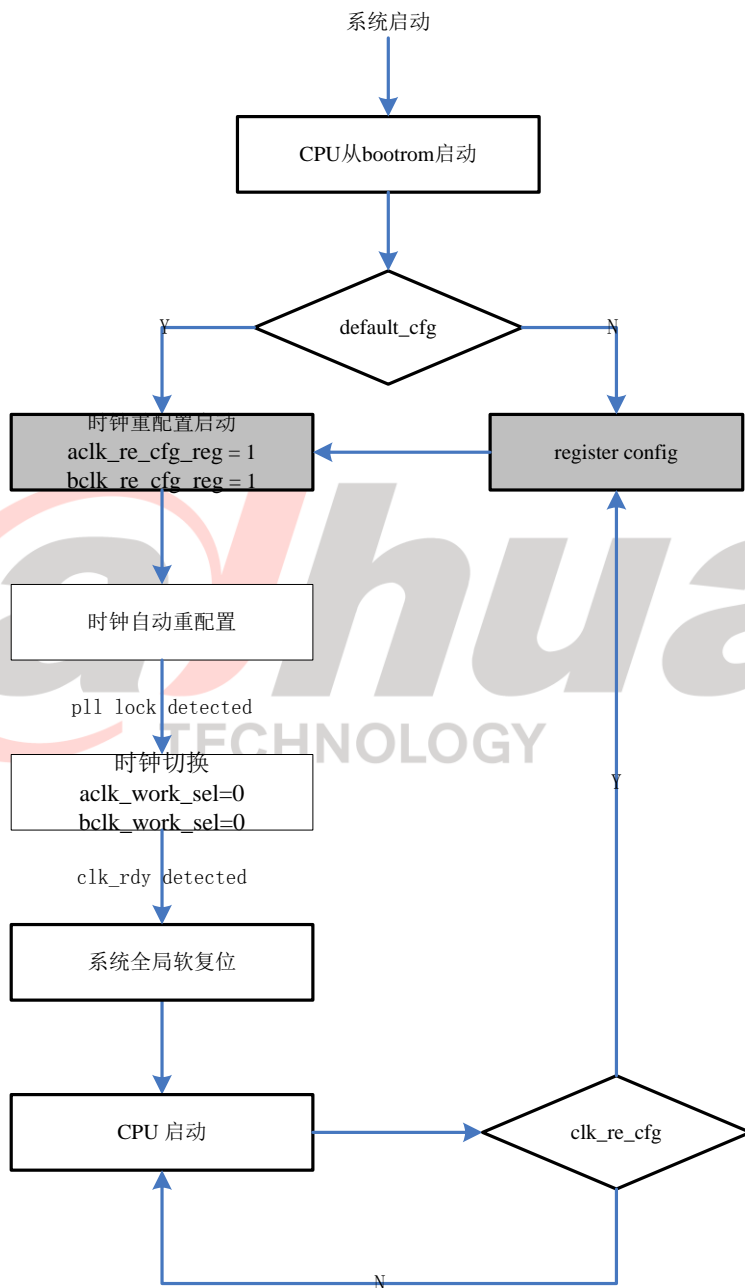 系统启动
CPU从bootrom启动
default_cfg
Y
N
时钟重配置启动
aclk_re_cfg_reg = 1
bclk_re_cfg_reg = 1
register config
时钟自动重配置
pll lock detected
alhua
TECHNOLOGY
时钟切换
aclk_work_sel=0
bclk_work_sel=0
Y
clk_rdy detected
系统全局软复位
CPU 启动
clk_re_cfg
N